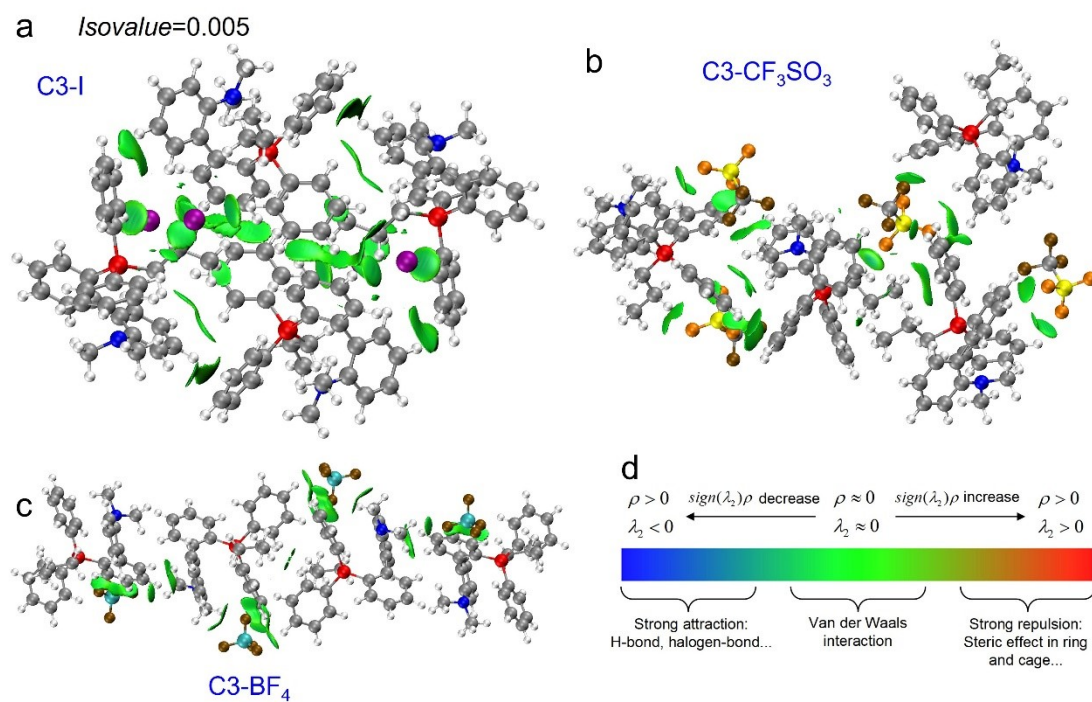 a
Isovalue=0.005
C3-I
b
C3-CF₃SO₃
c
C3-BF₄
d
ρ > 0
sign(λ₂)ρ decrease
ρ ≈ 0
sign(λ₂)ρ increase
ρ > 0
λ₂ < 0
λ₂ ≈ 0
λ₂ > 0
Strong attraction:
H-bond, halogen-bond...
Van der Waals
interaction
Strong repulsion:
Steric effect in ring
and cage...